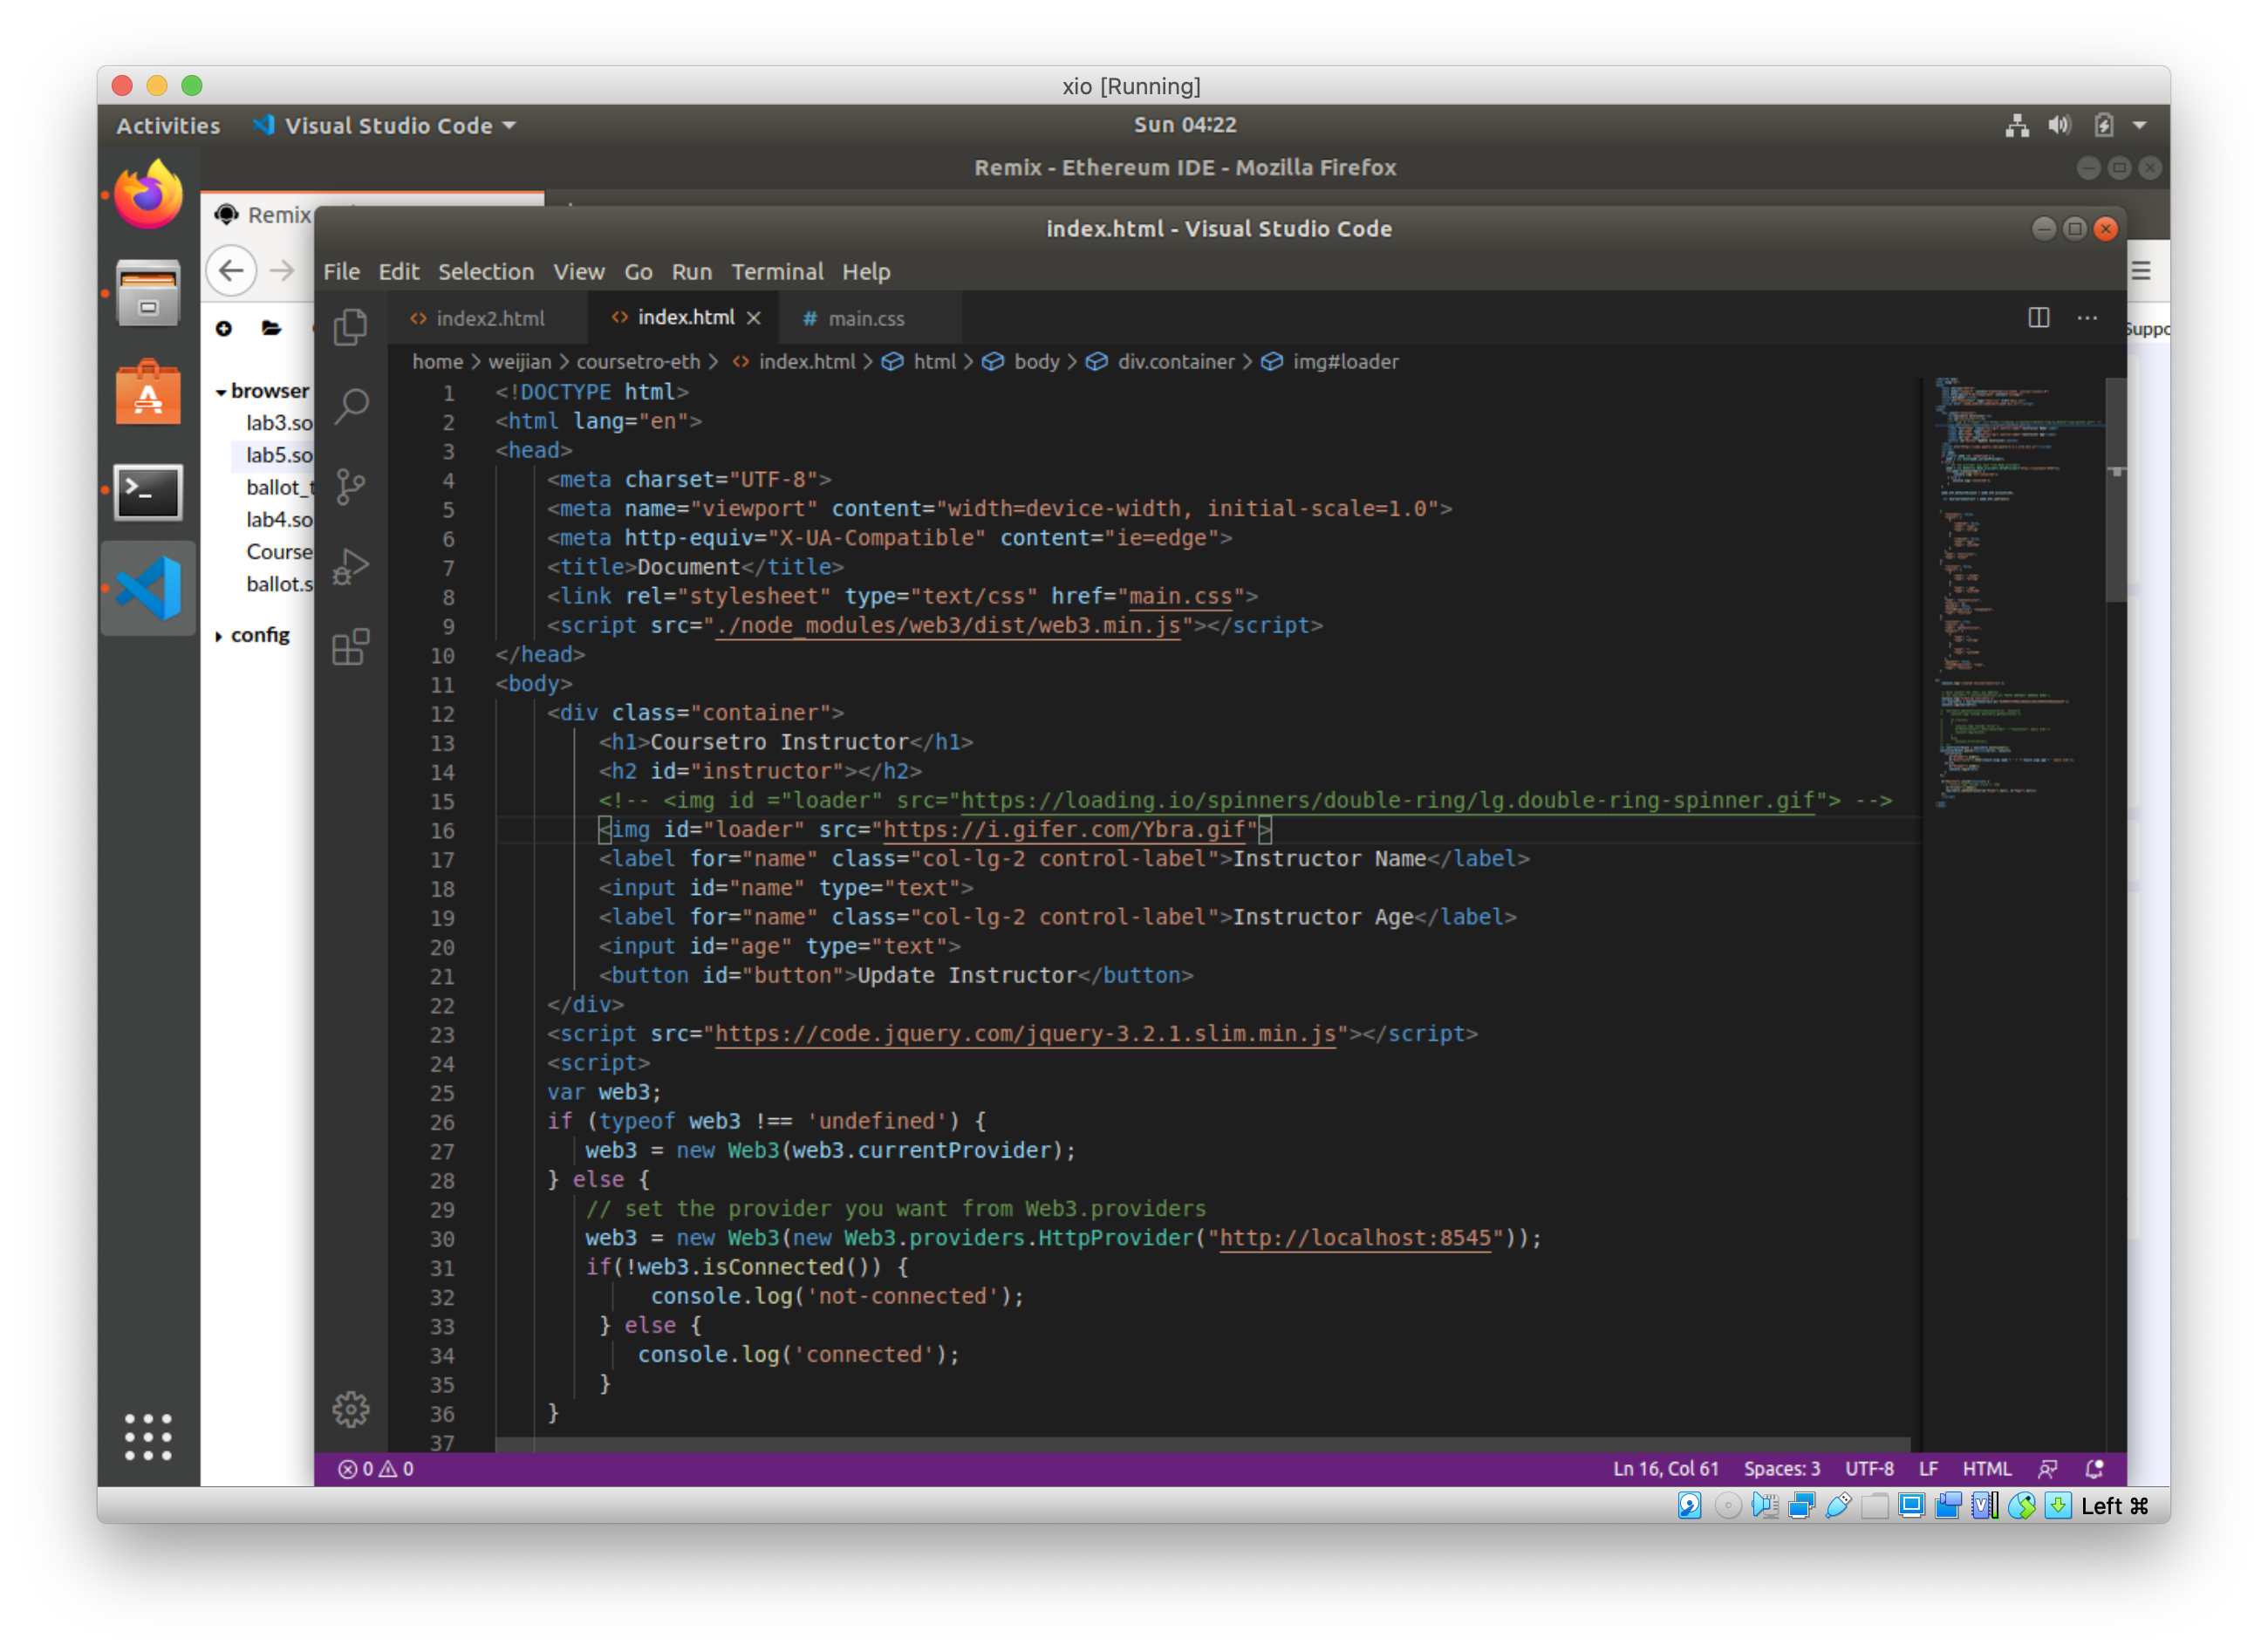 xio [Running]
Activities Visual Studio Code Sun 04:22
Remix - Ethereum IDE - Mozilla Firefox
Remix
index.html - Visual Studio Code
File Edit Selection View Go Run Terminal Help
index2.html index.html main.css
Suppo
home > weijian > coursetro-eth > index.html > html > body > div.container > img#loader
browser
lab3.so
lab5.so
ballot_t
lab4.so
Course
ballot.s
config
1 <!DOCTYPE html>
2 <html lang="en">
3 <head>
4 <meta charset="UTF-8">
5 <meta name="viewport" content="width=device-width, initial-scale=1.0">
6 <meta http-equiv="X-UA-Compatible" content="ie=edge">
7 <title>Document</title>
8 <link rel="stylesheet" type="text/css" href="main.css">
9 <script src="./node_modules/web3/dist/web3.min.js"></script>
10 </head>
11 <body>
12 <div class="container">
13 <h1>Coursetro Instructor</h1>
14 <h2 id="instructor"></h2>
15 <!-- <img id ="loader" src="https://loading.io/spinners/double-ring/lg.double-ring-spinner.gif"> -->
16 <img id="loader" src="https://i.gifer.com/Ybra.gif">
17 <label for="name" class="col-lg-2 control-label">Instructor Name</label>
18 <input id="name" type="text">
19 <label for="name" class="col-lg-2 control-label">Instructor Age</label>
20 <input id="age" type="text">
21 <button id="button">Update Instructor</button>
22 </div>
23 <script src="https://code.jquery.com/jquery-3.2.1.slim.min.js"></script>
24 <script>
25 var web3;
26 if (typeof web3 !== 'undefined') {
27 web3 = new Web3(web3.currentProvider);
28 } else {
29 // set the provider you want from Web3.providers
30 web3 = new Web3(new Web3.providers.HttpProvider("http://localhost:8545"));
31 if(!web3.isConnected()) {
32 console.log('not-connected');
33 } else {
34 console.log('connected');
35 }
36 }
37
0 0 Ln 16, Col 61 Spaces: 3 UTF-8 LF HTML
Left ⌘